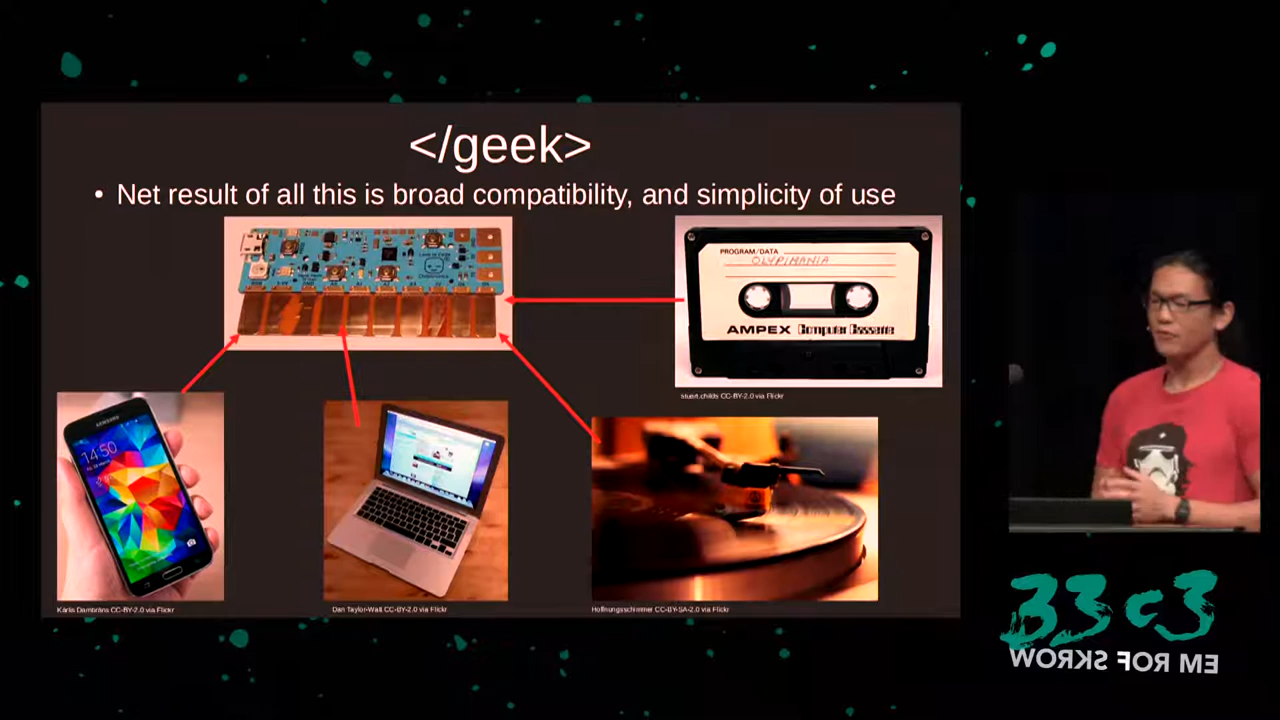 </geek>
• Net result of all this is broad compatibility, and simplicity of use
PROGRAM/DATA
OLYPIMANIA
AMPEX Computer Cassette
stuart.childs CC-BY-2.0 via Flickr
SAMSUNG
14:50
Kārlis Dambrāns CC-BY-2.0 via Flickr
Dan Taylor-Watt CC-BY-2.0 via Flickr
Hoffnungsschimmer CC-BY-SA-2.0 via Flickr
33c3
WORKS FOR ME